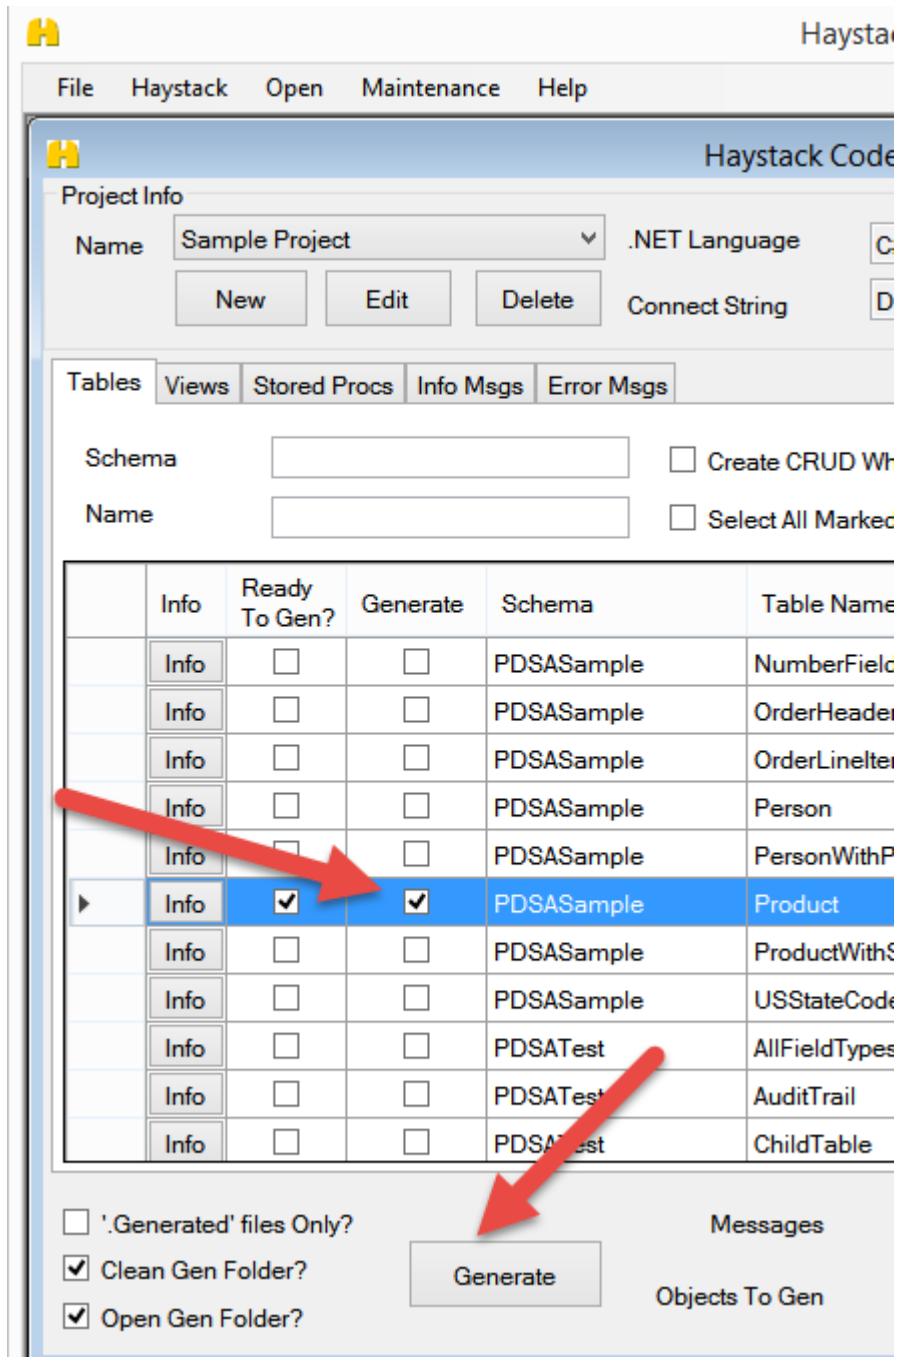 Haystac
File Haystack Open Maintenance Help
Haystack Code
Project Info
Name Sample Project .NET Language
New Edit Delete Connect String D
Tables Views Stored Procs Info Msgs Error Msgs
Schema Create CRUD Wh
Name Select All Marked
Info Ready To Gen? Generate Schema Table Name
Info PDSASample NumberField
Info PDSASample OrderHeader
Info PDSASample OrderLineIter
Info PDSASample Person
Info PDSASample PersonWithP
Info PDSASample Product
Info PDSASample ProductWithS
Info PDSASample USStateCode
Info PDSATest AllFieldTypes
Info PDSATest AuditTrail
Info PDSATest ChildTable
'.Generated' files Only? Messages
Clean Gen Folder? Generate
Objects To Gen
Open Gen Folder?